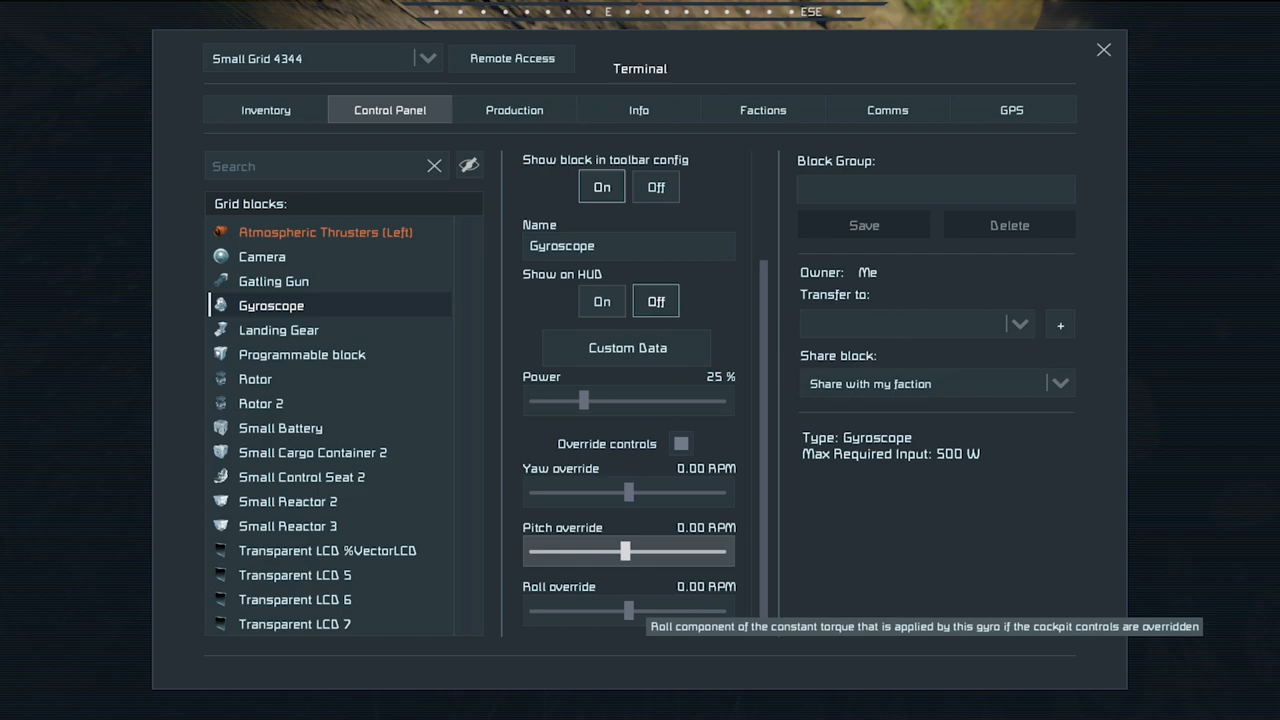 E
ESE
Small Grid 4344
Remote Access
Terminal
Inventory
Control Panel
Production
Info
Factions
Comms
GPS
Search
Grid blocks:
Atmospheric Thrusters (Left)
Camera
Gatling Gun
Gyroscope
Landing Gear
Programmable block
Rotor
Rotor 2
Small Battery
Small Cargo Container 2
Small Control Seat 2
Small Reactor 2
Small Reactor 3
Transparent LCD %VectorLCD
Transparent LCD 5
Transparent LCD 6
Transparent LCD 7
Show block in toolbar config
On
Off
Name
Gyroscope
Show on HUD
On
Off
Custom Data
Power 25 %
Override controls
Yaw override 0.00 RPM
Pitch override 0.00 RPM
Roll override 0.00 RPM
Roll component of the constant torque that is applied by this gyro if the cockpit controls are overridden
Block Group:
Save
Delete
Owner: Me
Transfer to:
+
Share block:
Share with my faction
Type: Gyroscope
Max Required Input: 500 W